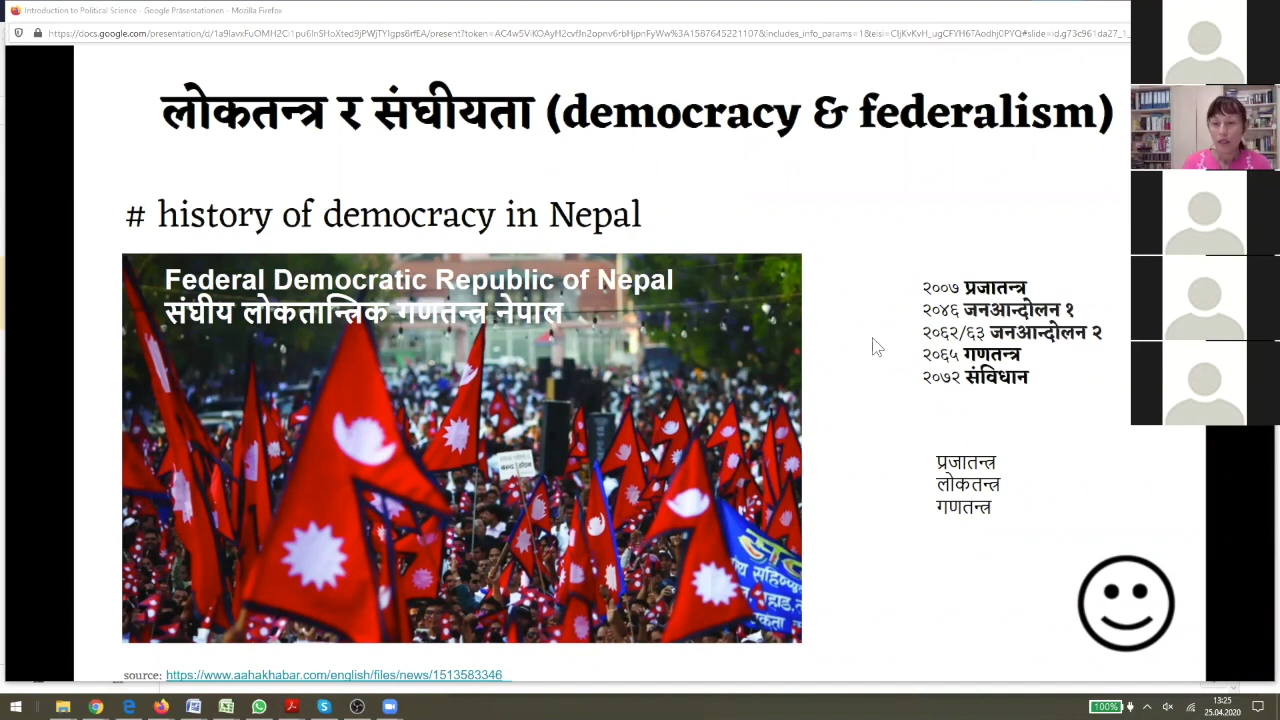 Introduction to Political Science - Google Präsentationen - Mozilla Firefox
लोकतन्त्र र संघीयता (democracy & federalism)
# history of democracy in Nepal
Federal Democratic Republic of Nepal
संघीय लोकतान्त्रिक गणतन्त्र नेपाल
२००७ प्रजातन्त्र
२०४६ जनआन्दोलन १
२०६२/६३ जनआन्दोलन २
२०६५ गणतन्त्र
२०७२ संविधान
प्रजातन्त्र
लोकतन्त्र
गणतन्त्र
source: https://www.aahakhabar.com/english/files/news/1513583346
100%
13:25
25.04.2020